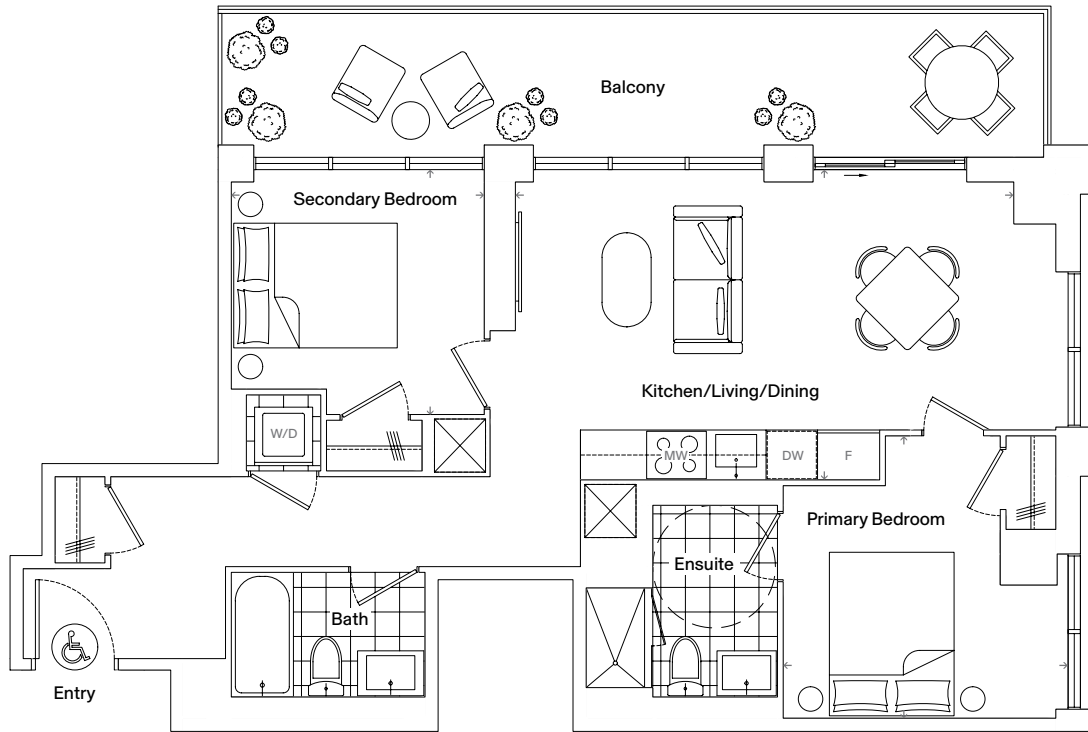 Balcony
Secondary Bedroom
Kitchen/Living/Dining
W/D
MW
DW
F
Primary Bedroom
Ensuite
Bath
Entry